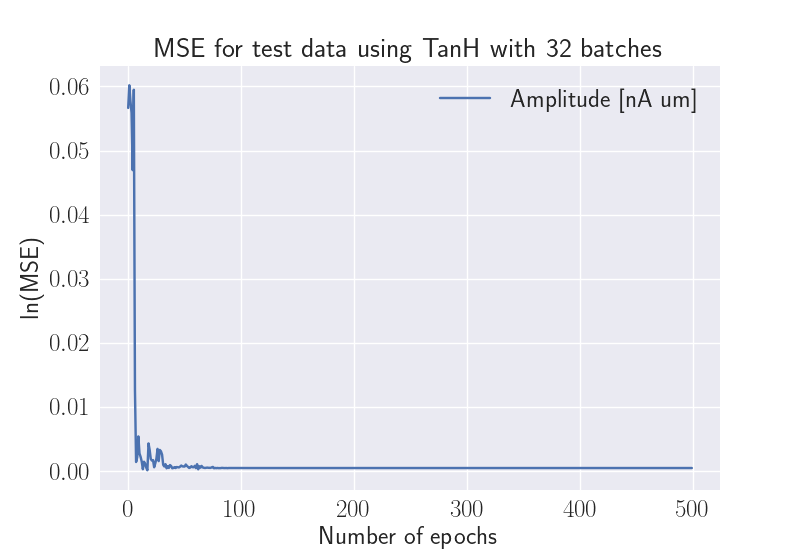 MSE for test data using TanH with 32 batches
Amplitude [nA um]
ln(MSE)
0.06
0.05
0.04
0.03
0.02
0.01
0.00
0 100 200 300 400 500
Number of epochs